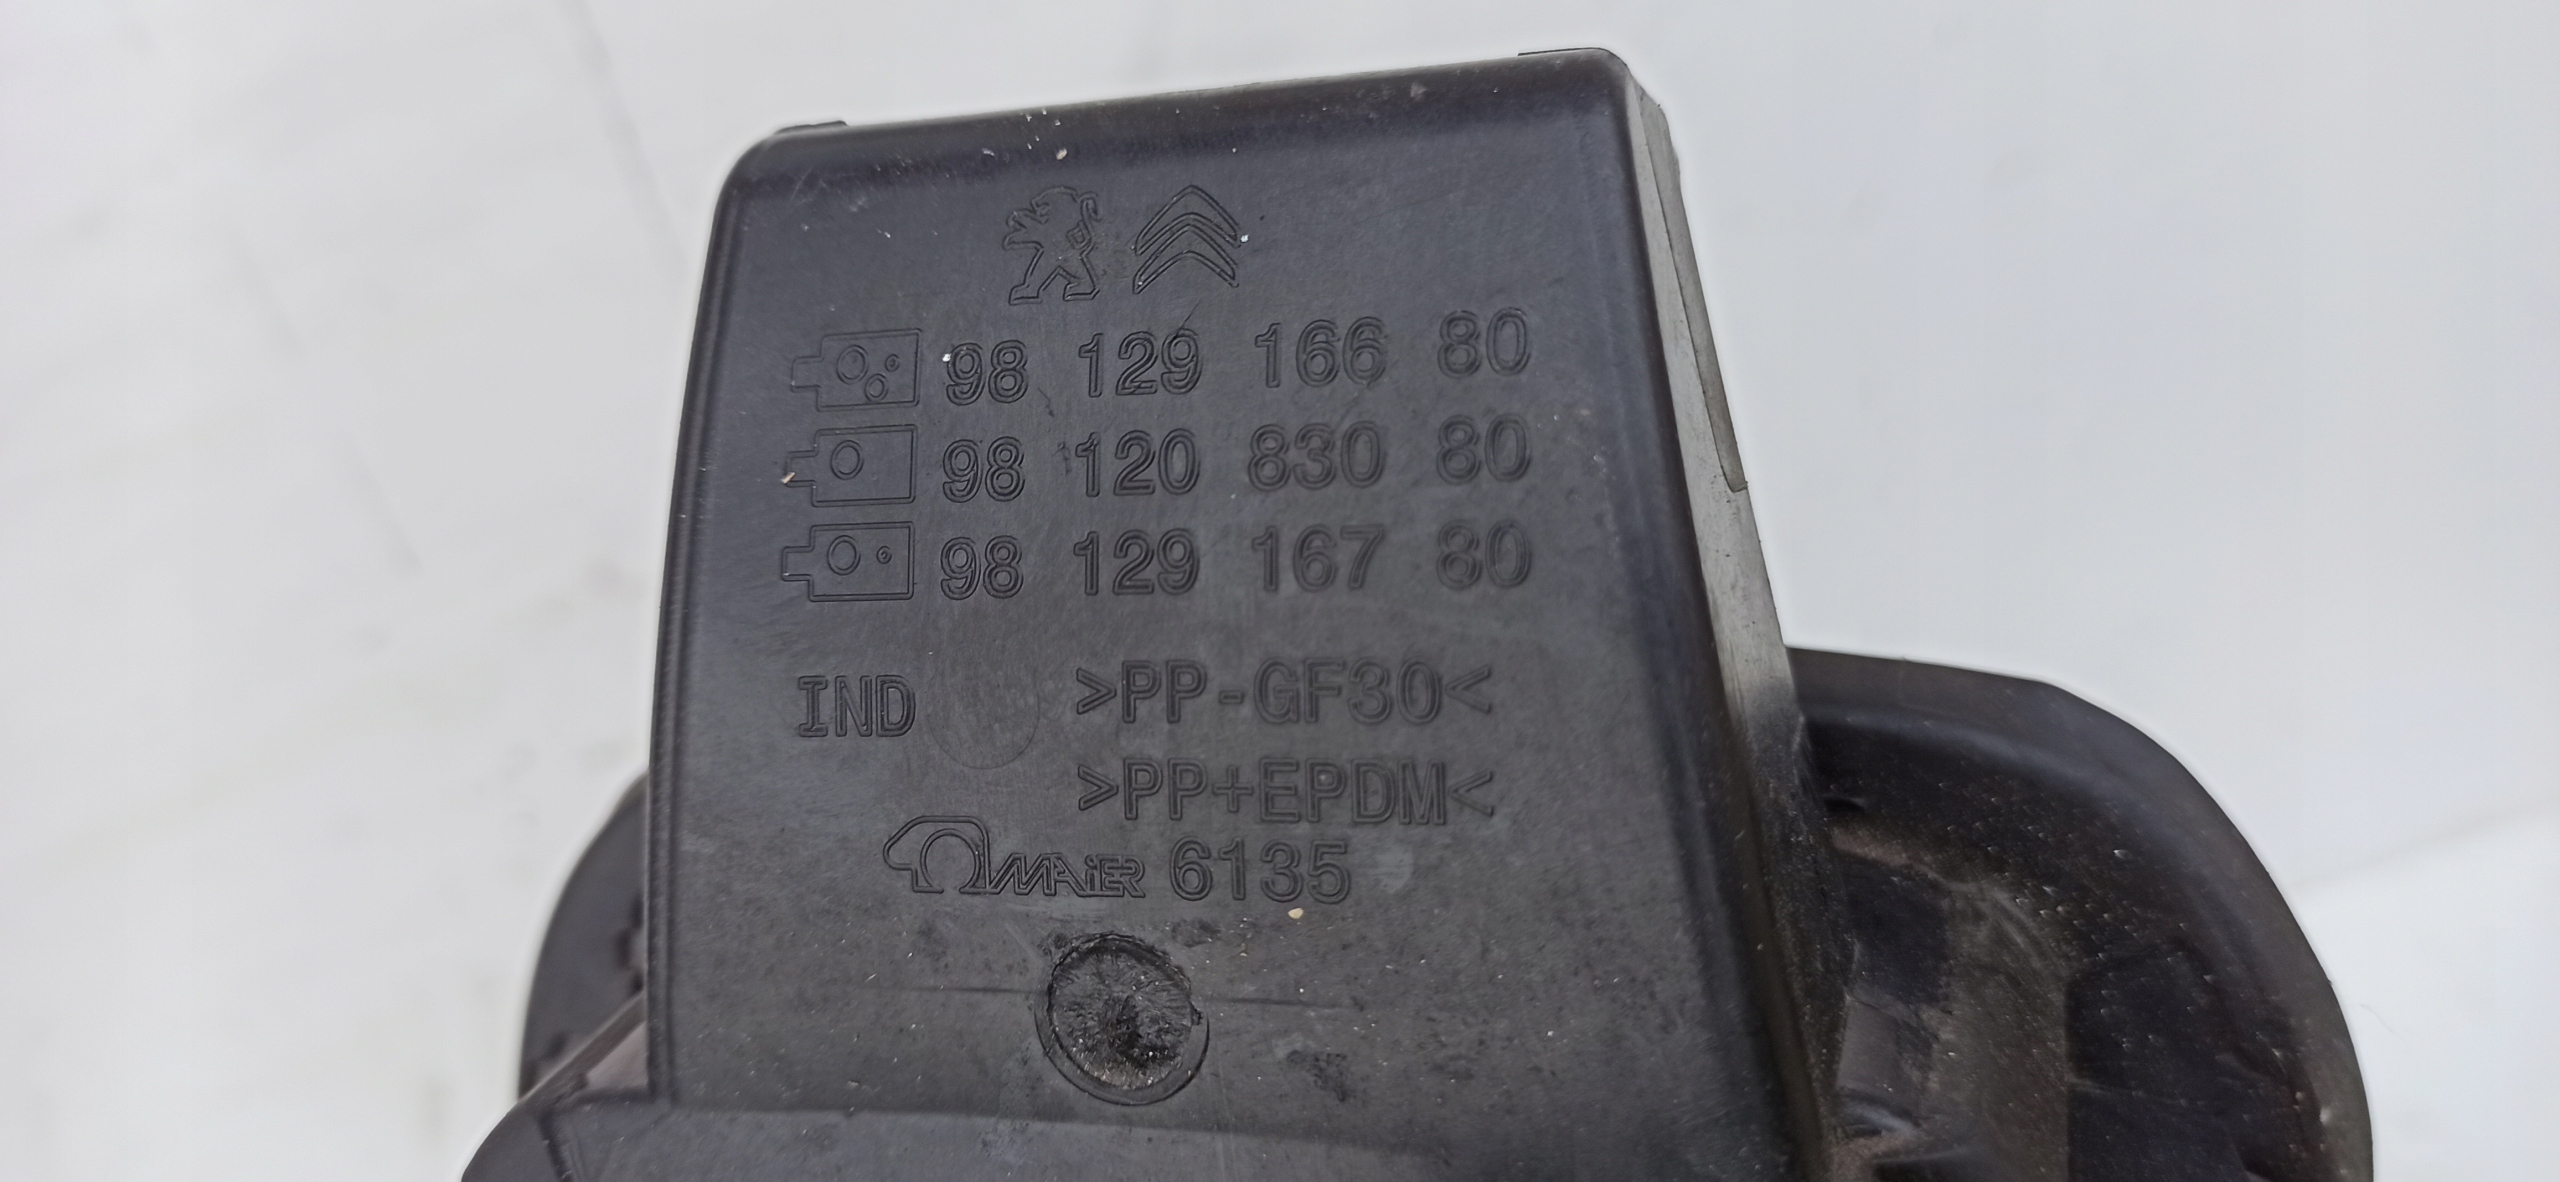 98 129 166 80
98 120 830 80
98 129 167 80
IND >PP-GF30<
>PP+EPDM<
MAiER 6135